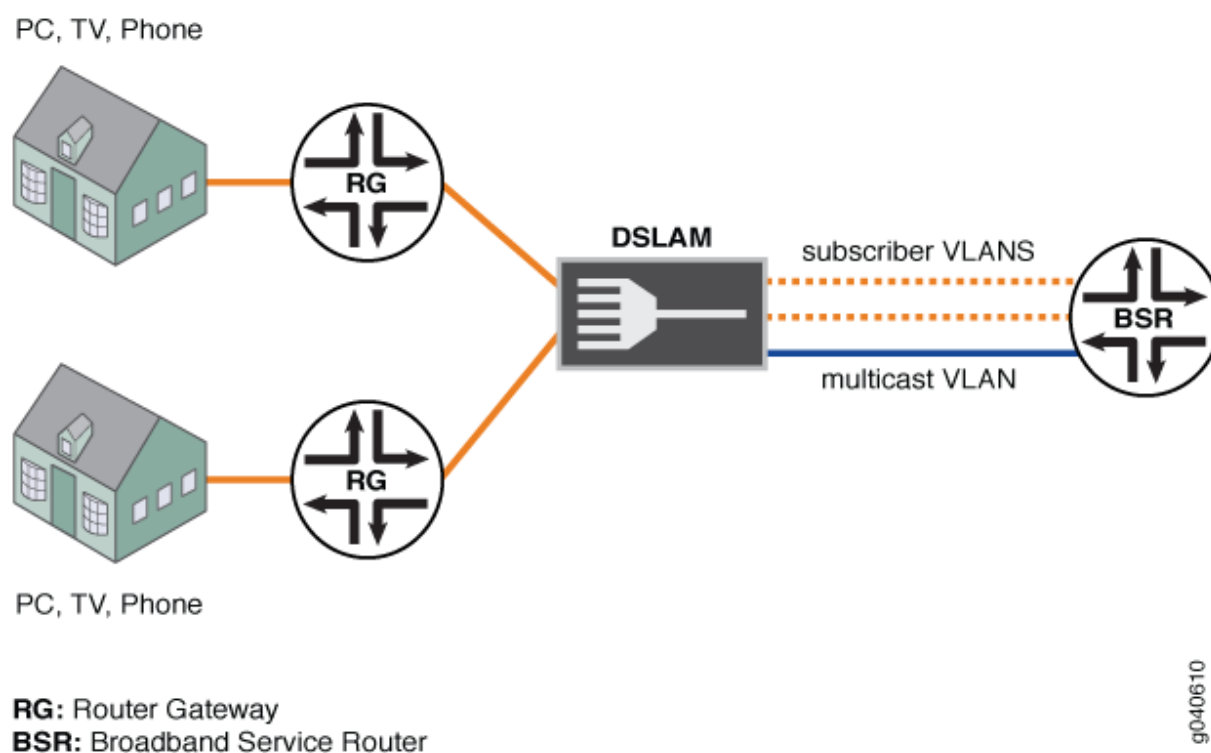 PC, TV, Phone
RG
DSLAM
subscriber VLANS
BSR
multicast VLAN
RG
PC, TV, Phone
RG: Router Gateway
BSR: Broadband Service Router
g040610